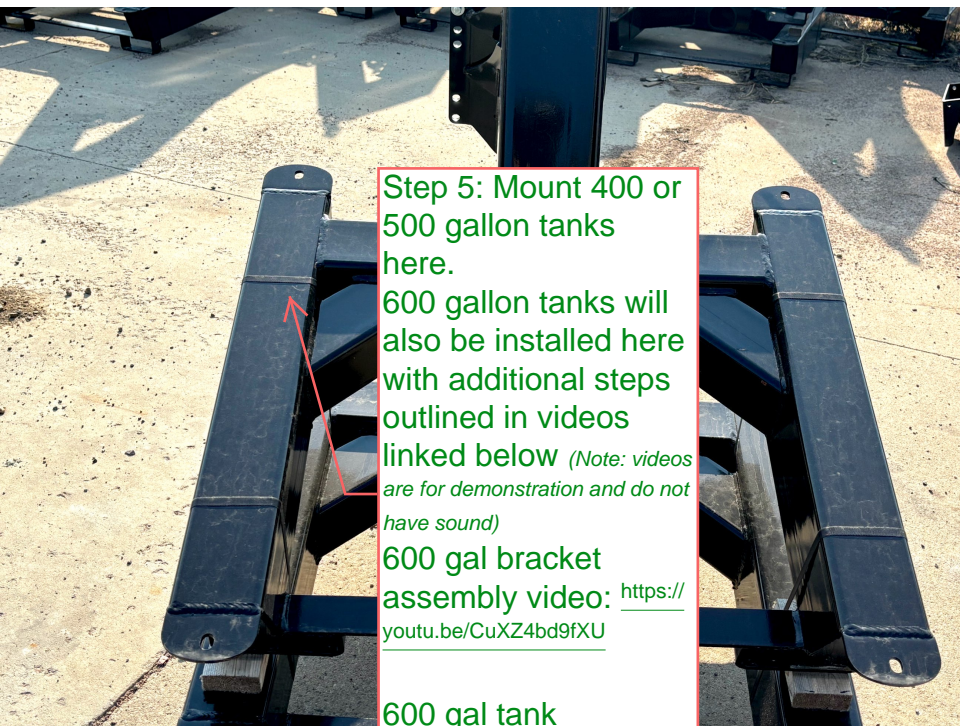 Step 5: Mount 400 or
500 gallon tanks
here.
600 gallon tanks will
also be installed here
with additional steps
outlined in videos
linked below (Note: videos
are for demonstration and do not
have sound)
600 gal bracket
assembly video: https://
youtu.be/CuXZ4bd9fXU
600 gal tank